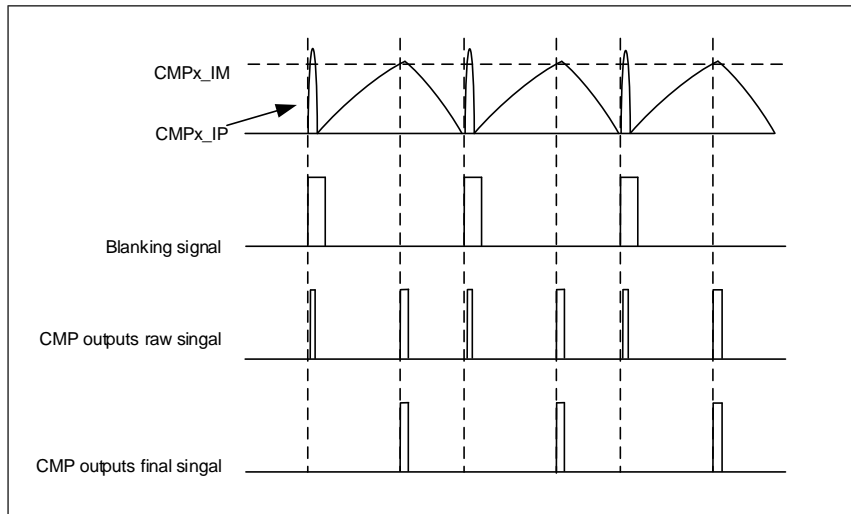 CMPx_IM
CMPx_IP
Blanking signal
CMP outputs raw singal
CMP outputs final singal